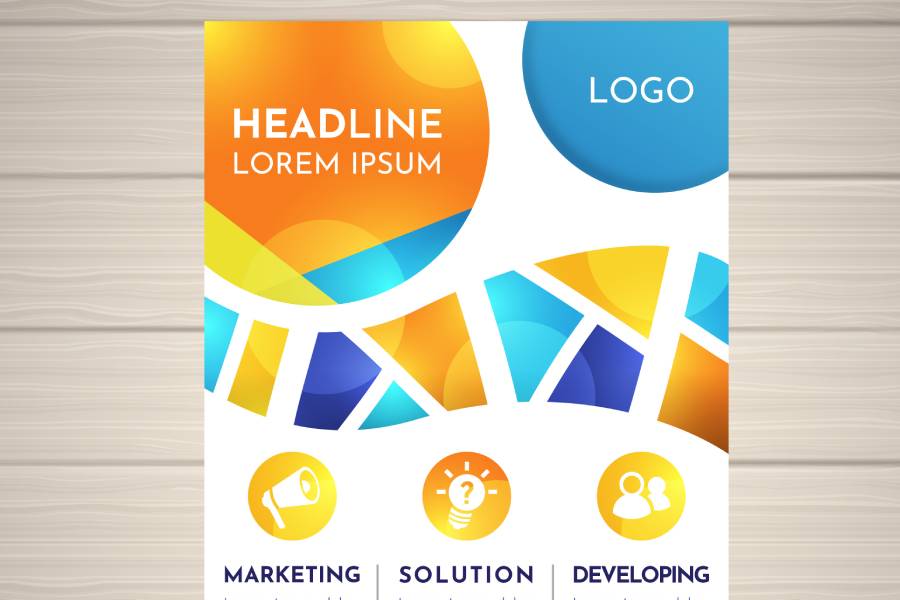 LOGO
HEADLINE
LOREM IPSUM
?
MARKETING
SOLUTION
DEVELOPING